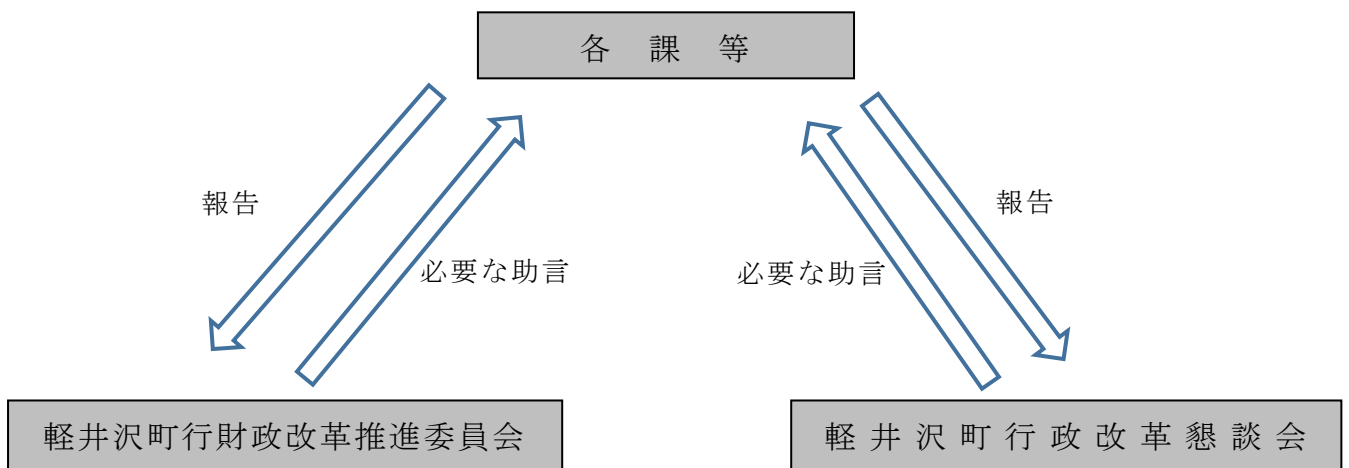 各　課　等
報告
報告
必要な助言
必要な助言
軽井沢町行財政改革推進委員会
軽井沢町行政改革懇談会